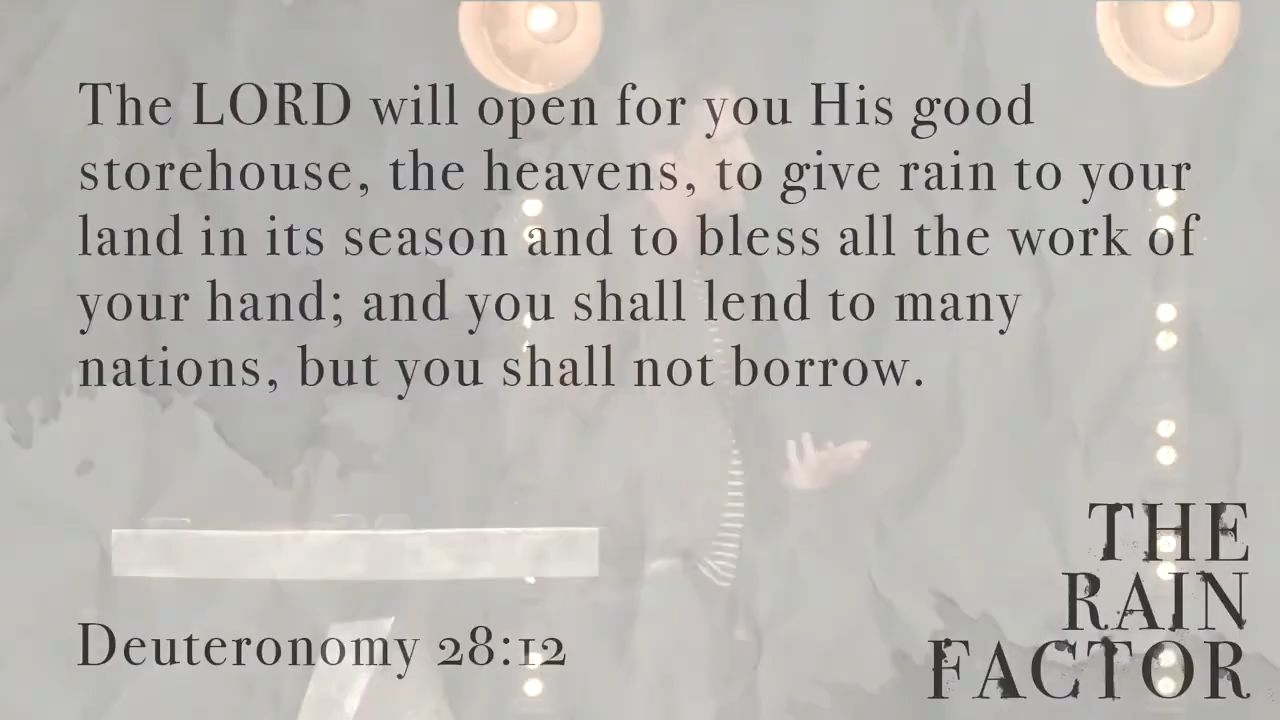 The LORD will open for you His good
storehouse, the heavens, to give rain to your
land in its season and to bless all the work of
your hand; and you shall lend to many
nations, but you shall not borrow.
Deuteronomy 28:12
THE
RAIN
FACTOR